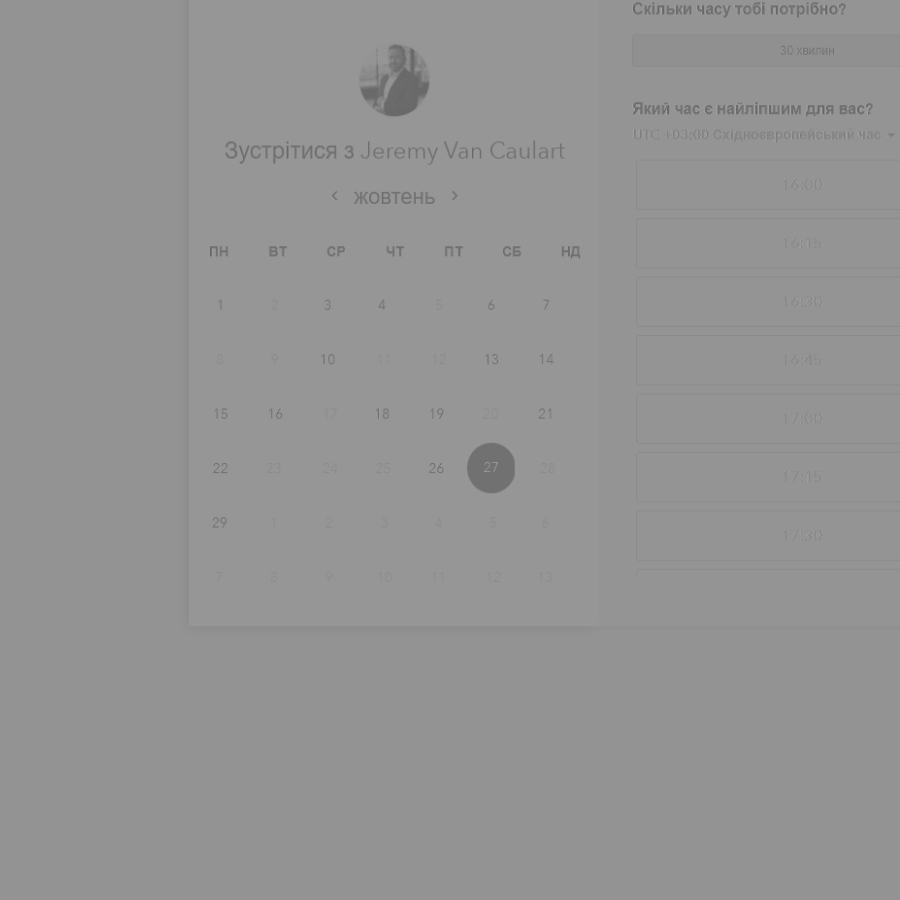 Зустрітися з Jeremy Van Caulart
‹ жовтень ›
ПН ВТ СР ЧТ ПТ СБ НД
1 2 3 4 5 6 7
8 9 10 11 12 13 14
15 16 17 18 19 20 21
22 23 24 25 26 27 28
29 1 2 3 4 5 6
7 8 9 10 11 12 13
Скільки часу тобі потрібно?
30 хвилин
Який час є найліпшим для вас?
UTC +03:00 Східноєвропейський час
16:00
16:15
16:30
16:45
17:00
17:15
17:30